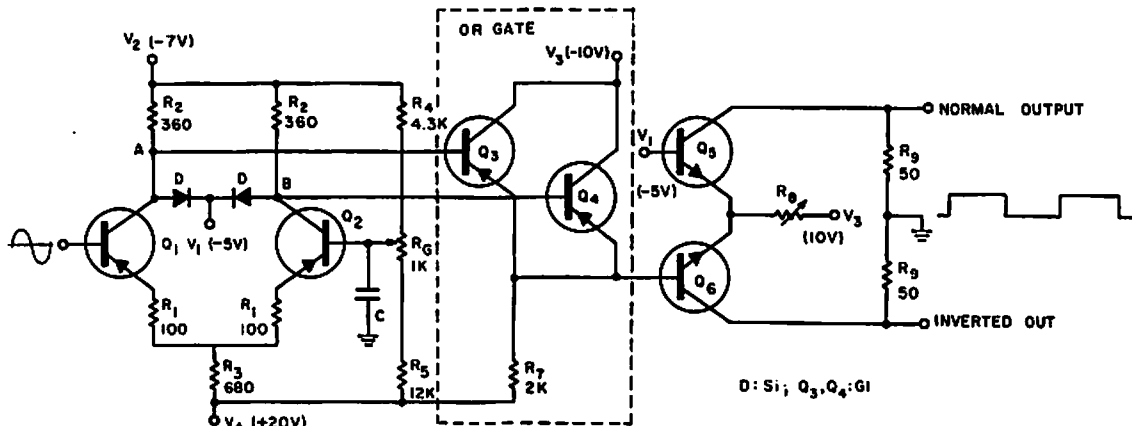 OR GATE
V2 (-7V)
V3(-10V)
R2
360
R2
360
R4
4.3K
NORMAL OUTPUT
A
Q3
V1
Q5
R9
50
D
D
B
Q4
(-5V)
R8
V3
(10V)
Q1
V1 (-5V)
Q2
RG
1K
Q6
R9
50
C
R1
100
R1
100
INVERTED OUT
R3
680
R5
12K
R7
2K
D: Si; Q3,Q4:GI
(+20V)